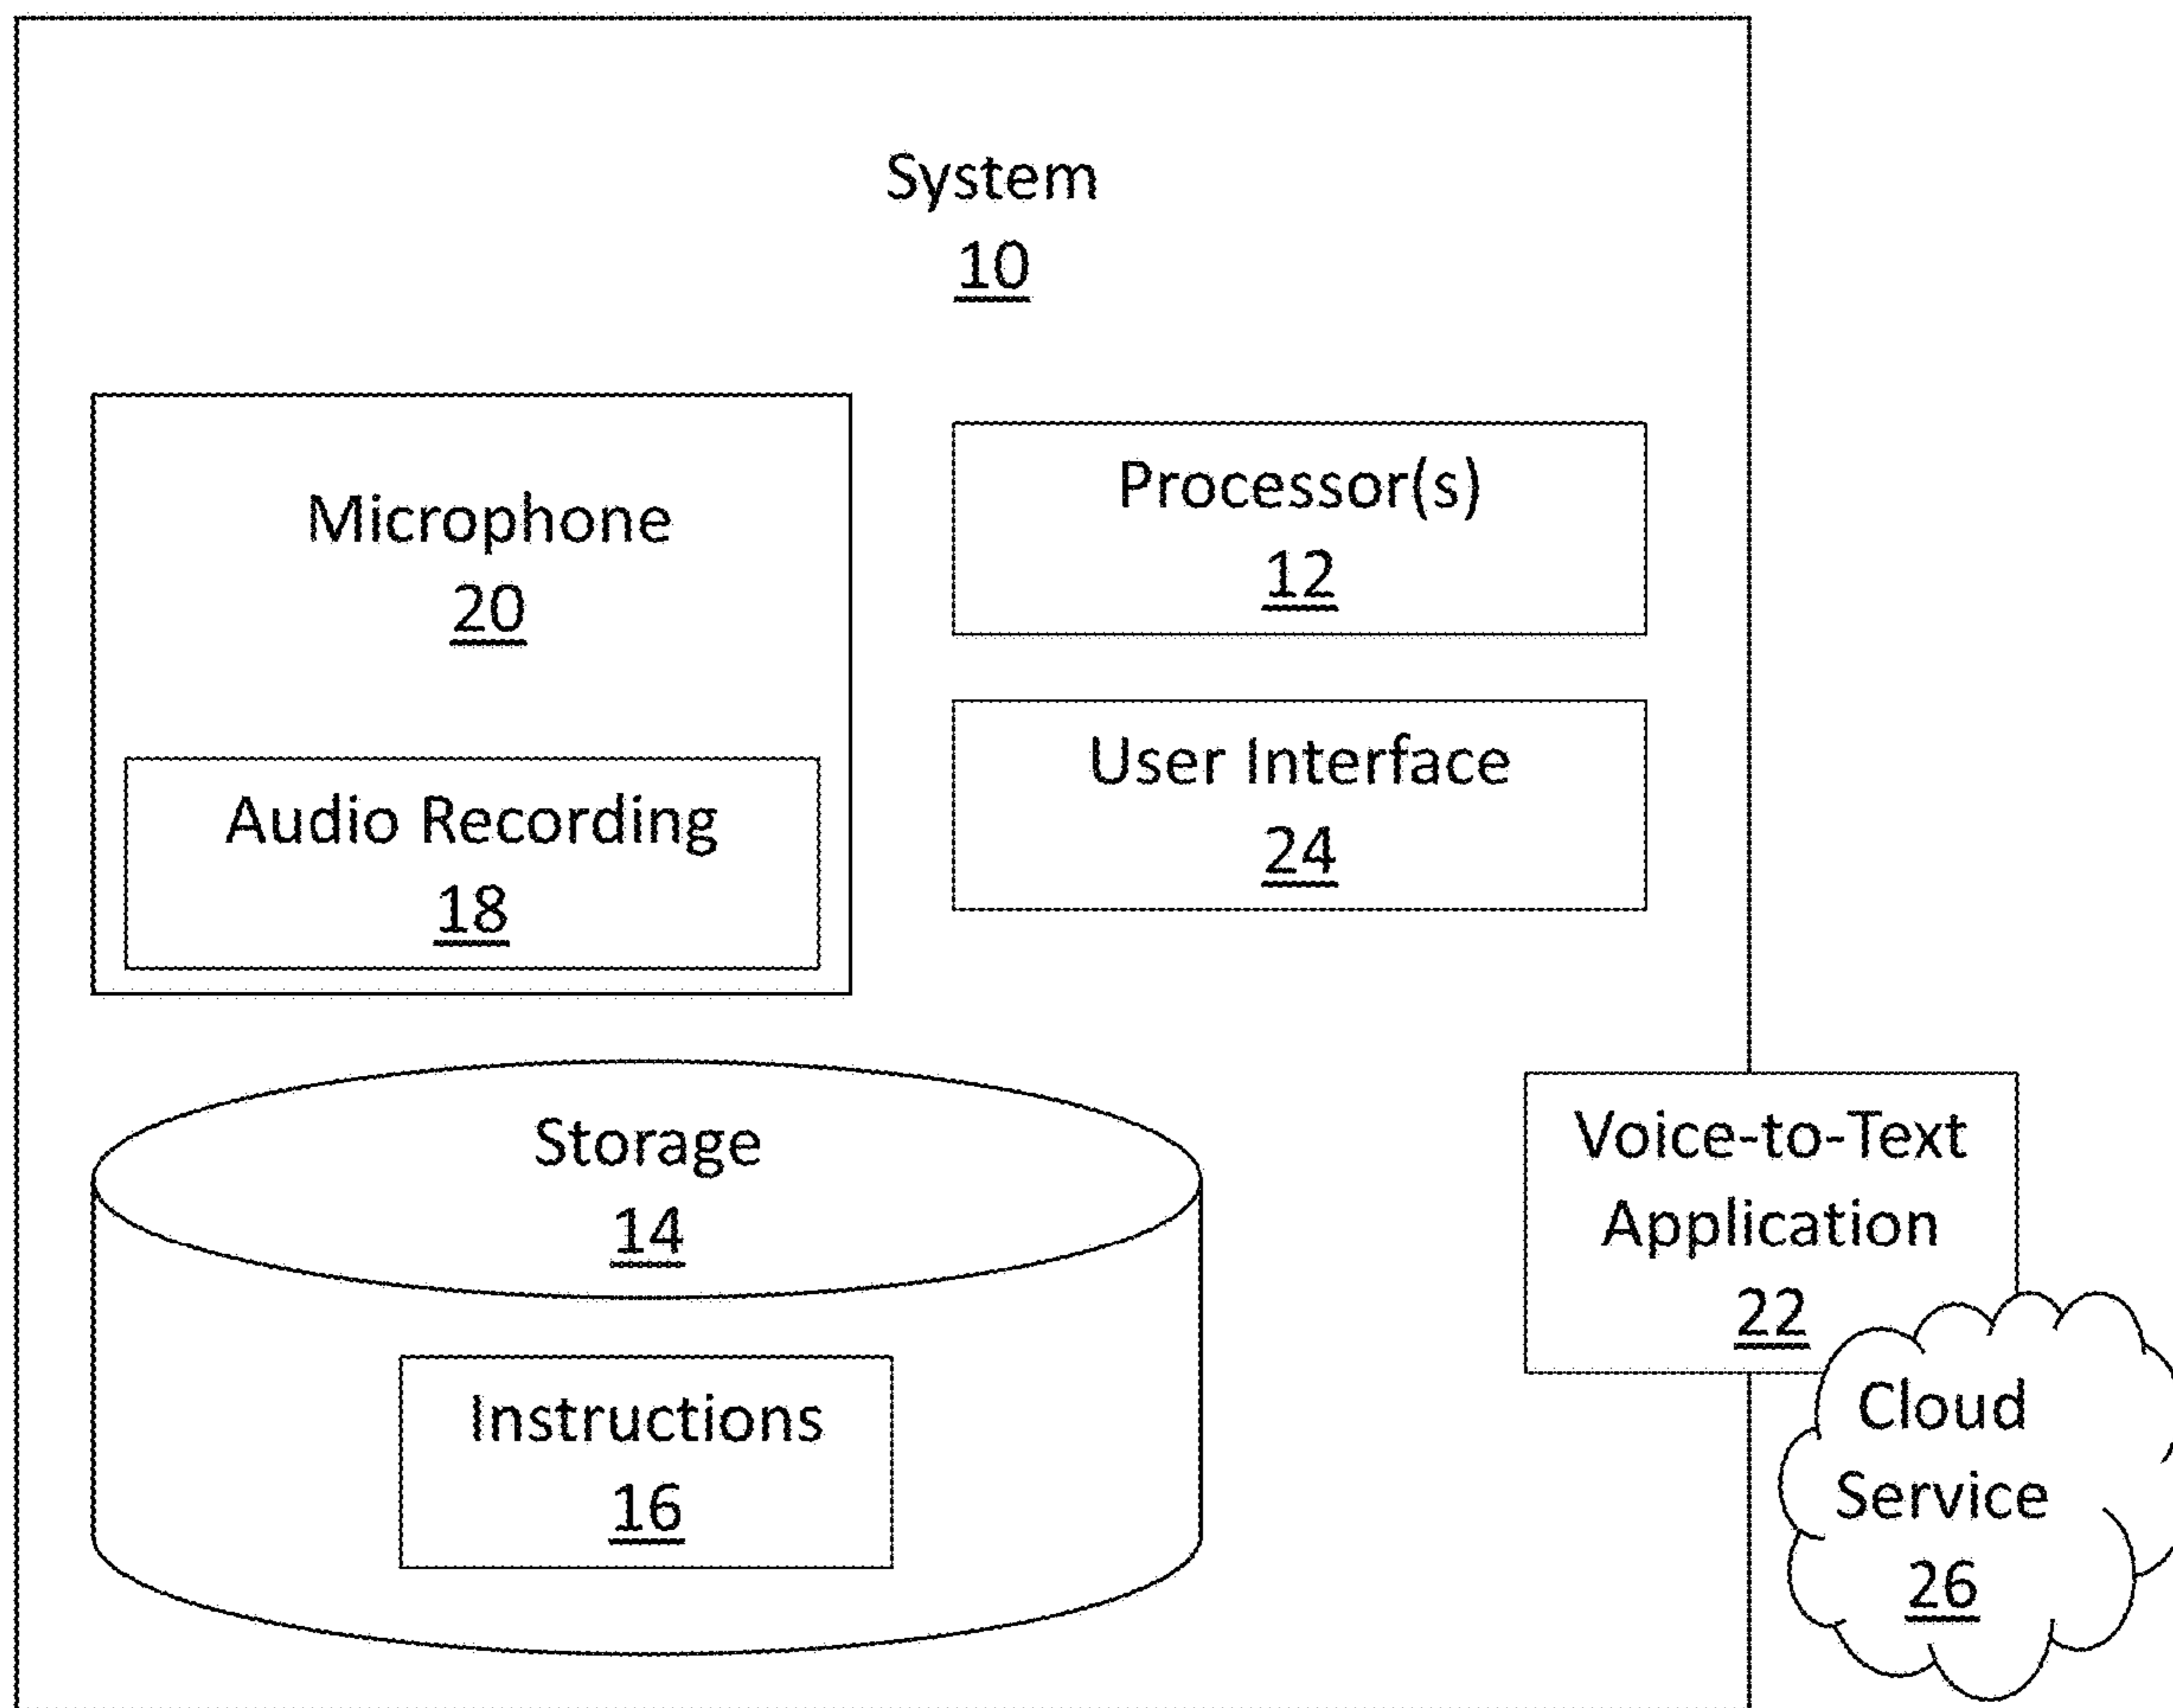 System
10
Microphone
20
Audio Recording
18
Processor(s)
12
User Interface
24
Storage
14
Instructions
16
Voice-to-Text
Application
22
Cloud
Service
26